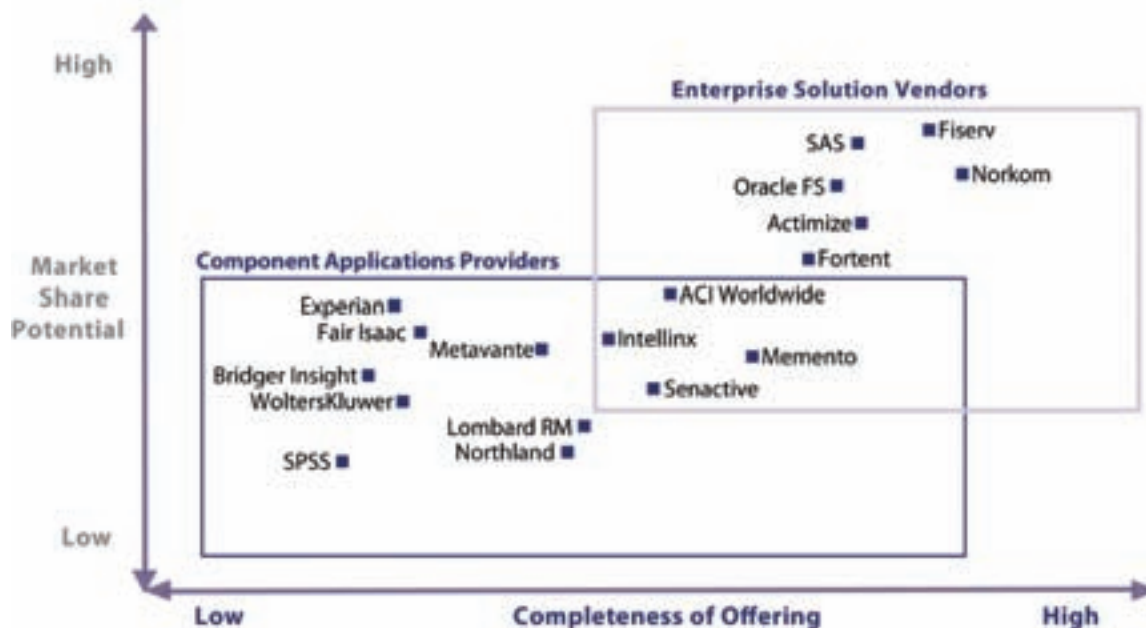 High
Enterprise Solution Vendors
Fiserv
SAS
Norkom
Oracle FS
Actimize
Fortent
Component Applications Providers
Market
Share
Potential
ACI Worldwide
Experian
Fair Isaac
Intellinx
Metavante
Memento
Bridger Insight
Senactive
WoltersKluwer
Lombard RM
Northland
SPSS
Low
Low
Completeness of Offering
High